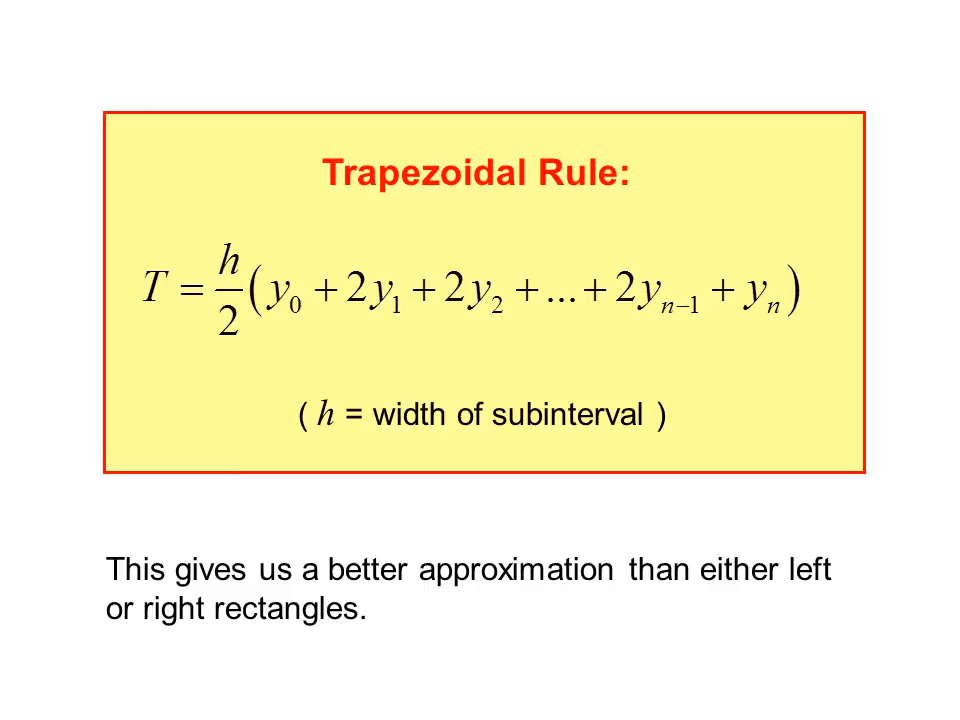 Trapezoidal Rule:
T = h/2 ( y₀ + 2y₁ + 2y₂ + ... + 2yₙ₋₁ + yₙ )
( h = width of subinterval )
This gives us a better approximation than either left
or right rectangles.